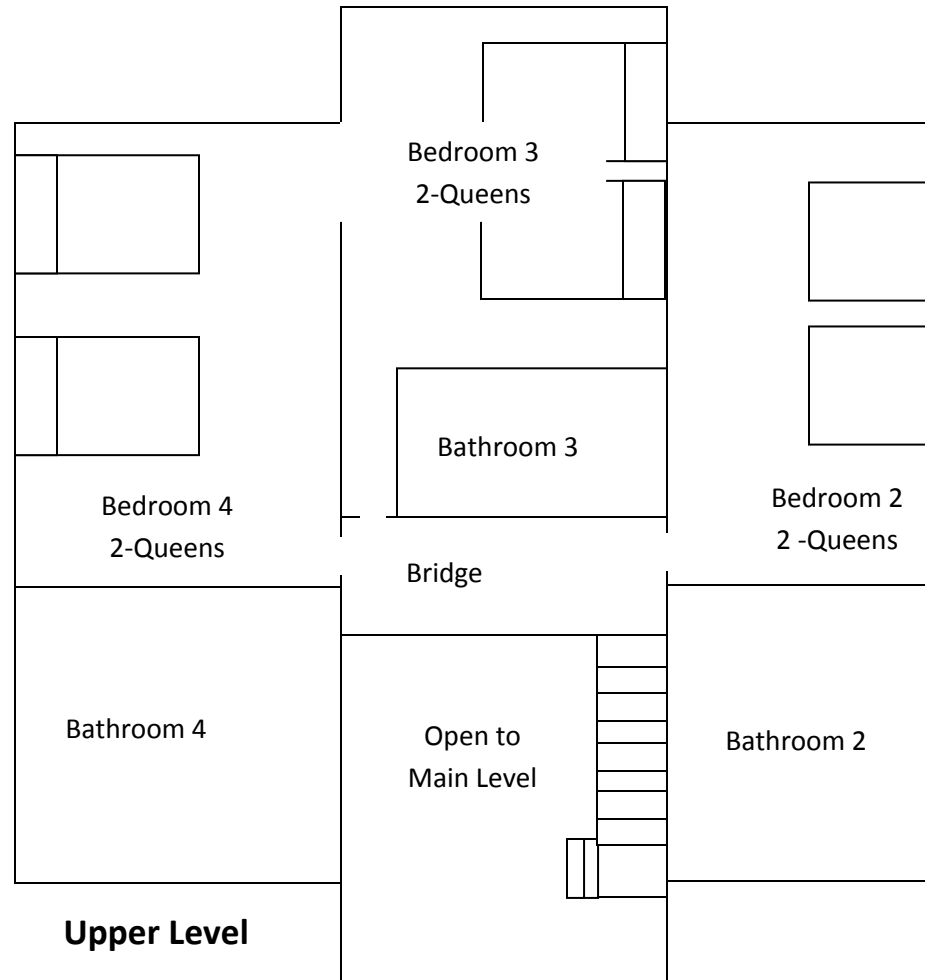 Bedroom 3
2-Queens
Bathroom 3
Bedroom 4
2-Queens
Bedroom 2
2 -Queens
Bridge
Bathroom 4
Open to
Main Level
Bathroom 2
Upper Level